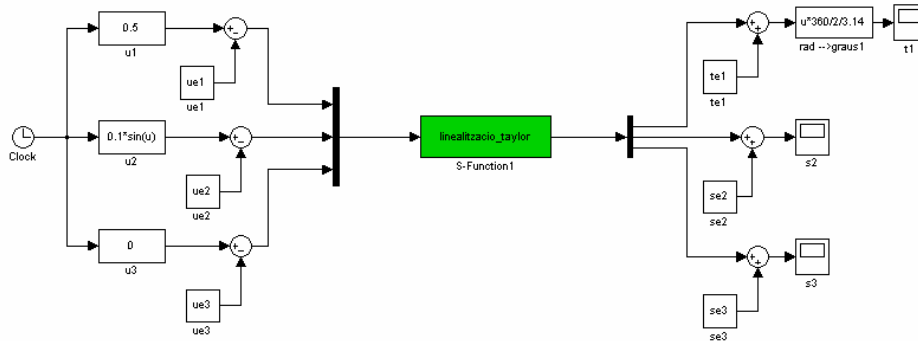 0.5
u1
ue1
ue1
te1
te1
u*360/2/3.14
rad -->graus1
t1
Clock
0.1*sin(u)
u2
ue2
ue2
linealitzacio_taylor
S-Function1
se2
se2
s2
0
u3
ue3
ue3
se3
se3
s3